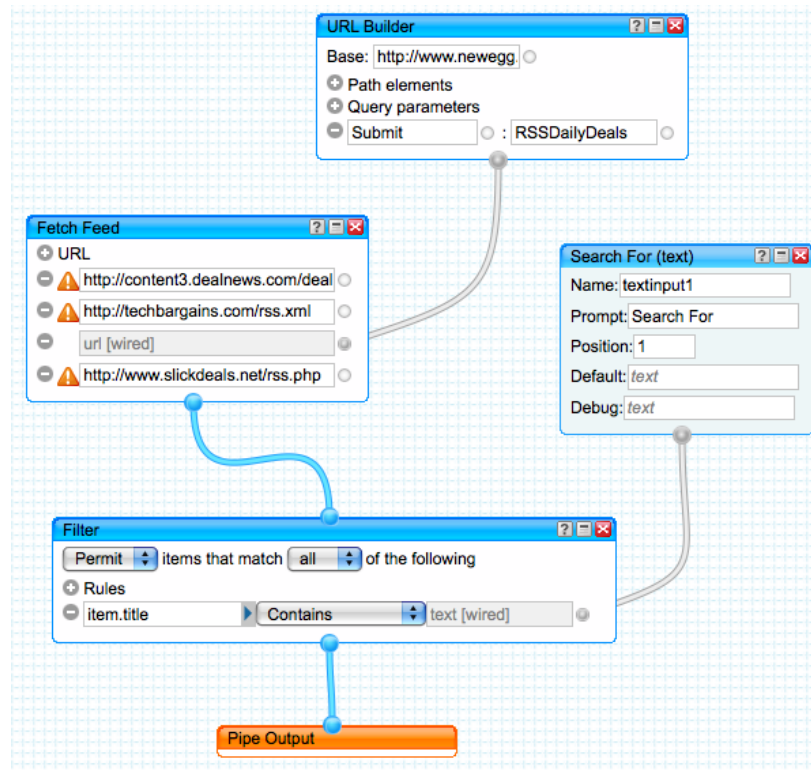 URL Builder
Base: http://www.newegg.
Path elements
Query parameters
Submit : RSSDailyDeals
Fetch Feed
URL
http://content3.dealnews.com/deal
http://techbargains.com/rss.xml
url [wired]
http://www.slickdeals.net/rss.php
Search For (text)
Name: textinput1
Prompt: Search For
Position: 1
Default: text
Debug: text
Filter
Permit items that match all of the following
Rules
item.title Contains text [wired]
Pipe Output